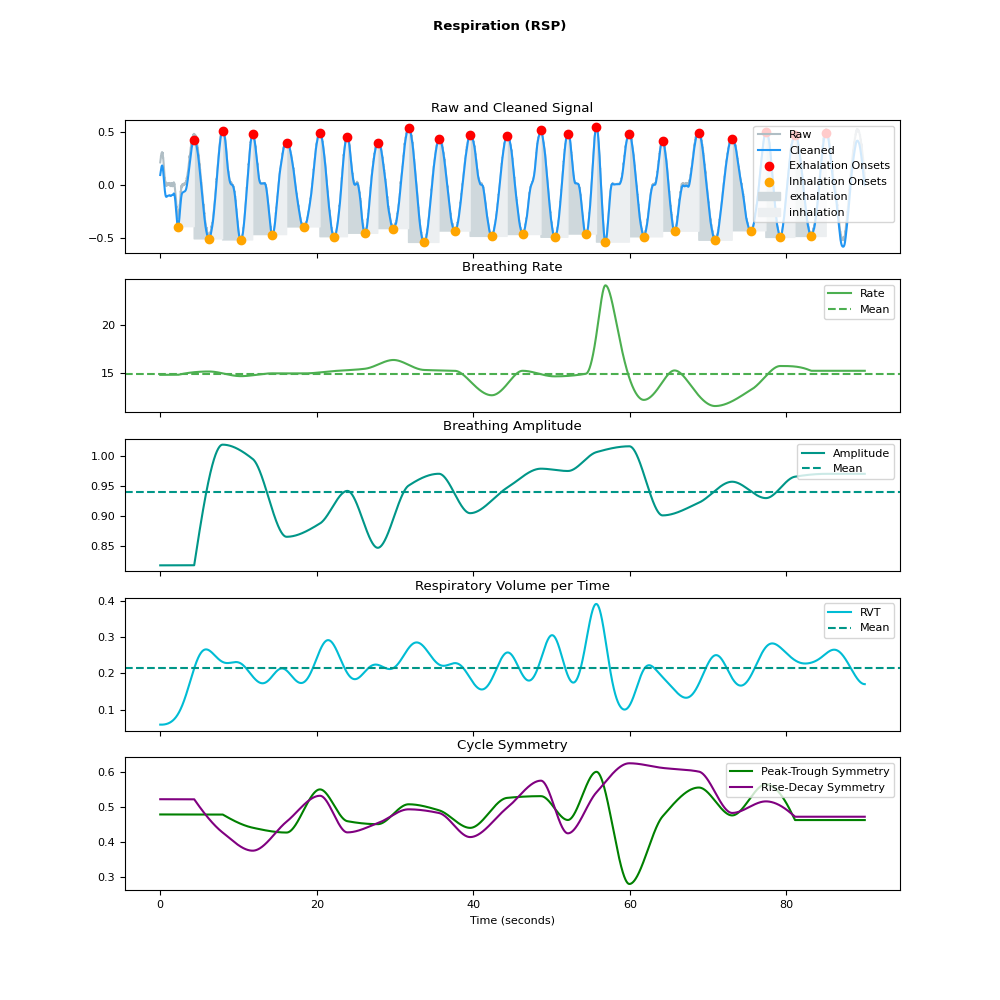 Respiration (RSP)
Raw and Cleaned Signal
0.5
0.0
−0.5
Raw
Cleaned
Exhalation Onsets
Inhalation Onsets
exhalation
inhalation
Breathing Rate
20
15
Rate
Mean
Breathing Amplitude
1.00
0.95
0.90
0.85
Amplitude
Mean
Respiratory Volume per Time
0.4
0.3
0.2
0.1
RVT
Mean
Cycle Symmetry
0.6
0.5
0.4
0.3
Peak-Trough Symmetry
Rise-Decay Symmetry
0 20 40 60 80
Time (seconds)